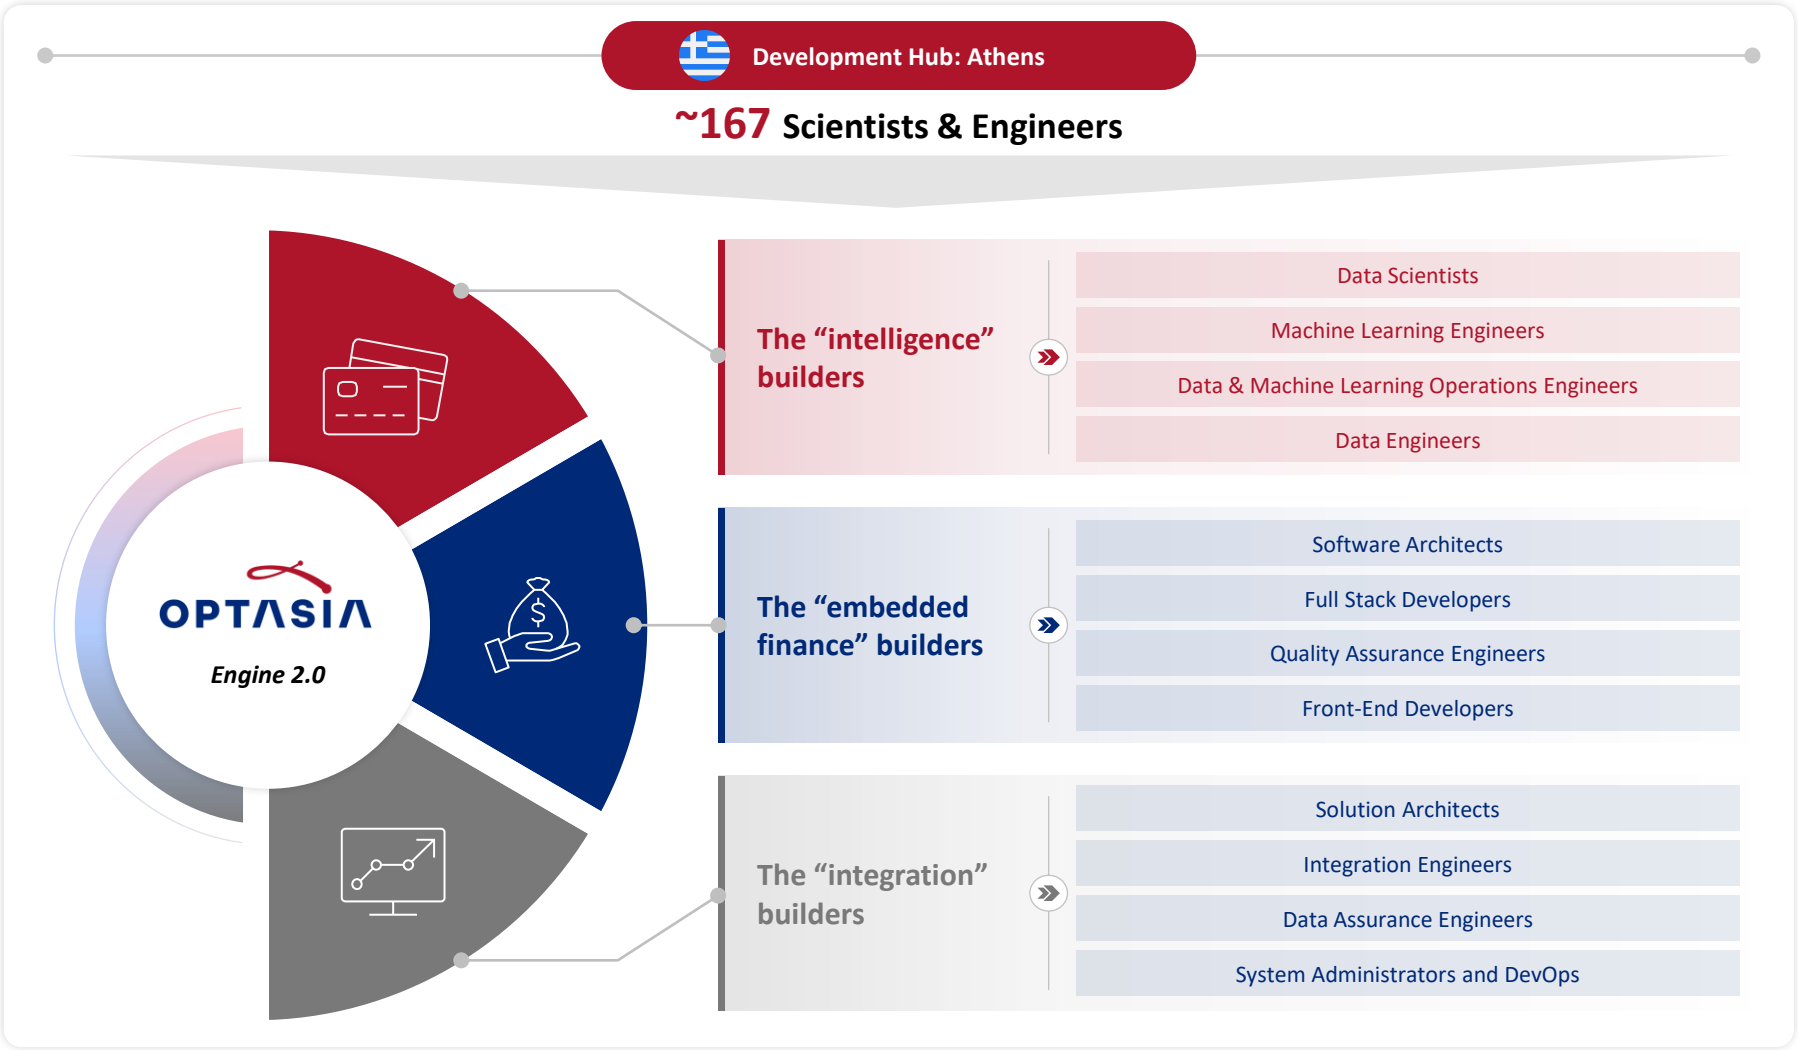 Development Hub: Athens
~167 Scientists & Engineers
OPTASIA
Engine 2.0
$
The “intelligence”
builders
Data Scientists
Machine Learning Engineers
Data & Machine Learning Operations Engineers
Data Engineers
The “embedded
finance” builders
Software Architects
Full Stack Developers
Quality Assurance Engineers
Front-End Developers
The “integration”
builders
Solution Architects
Integration Engineers
Data Assurance Engineers
System Administrators and DevOps